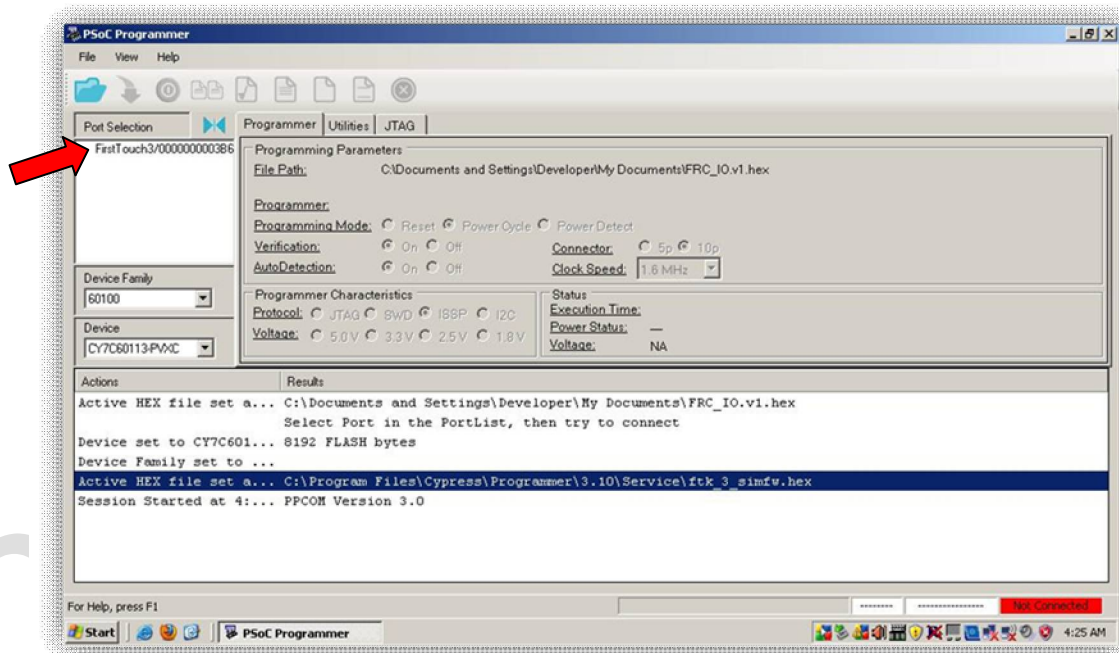 PSoC Programmer
File View Help
Port Selection
Programmer Utilities JTAG
FirstTouch3/0000000003B6
Programming Parameters
File Path: C:\Documents and Settings\Developer\My Documents\FRC_IO.v1.hex
Programmer:
Programming Mode: Reset Power Cycle Power Detect
Verification: On Off Connector: 5p 10p
AutoDetection: On Off Clock Speed: 1.6 MHz
Device Family
60100
Device
CY7C60113-PVXC
Programmer Characteristics
Protocol: JTAG SWD ISSP I2C
Voltage: 5.0 V 3.3 V 2.5 V 1.8 V
Status
Execution Time:
Power Status: —
Voltage: NA
Actions Results
Active HEX file set a... C:\Documents and Settings\Developer\My Documents\FRC_IO.v1.hex
Select Port in the PortList, then try to connect
Device set to CY7C601... 8192 FLASH bytes
Device Family set to ...
Active HEX file set a... C:\Program Files\Cypress\Programmer\3.10\Service\ftk_3_simfw.hex
Session Started at 4:... PPCOM Version 3.0
For Help, press F1
-------- ---------------- Not Connected
Start PSoC Programmer 4:25 AM